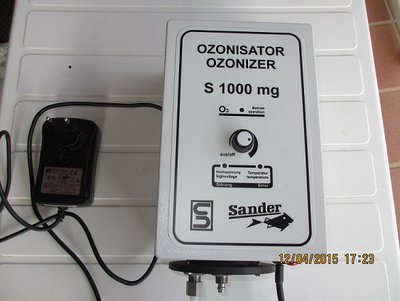 OZONISATOR
OZONIZER
S 1000 mg
O3
Betrieb
operation
aus/off
Hochspannung
highvoltage
Temperatur
temperature
Störung
Error
Sander
12/04/2015 17:23